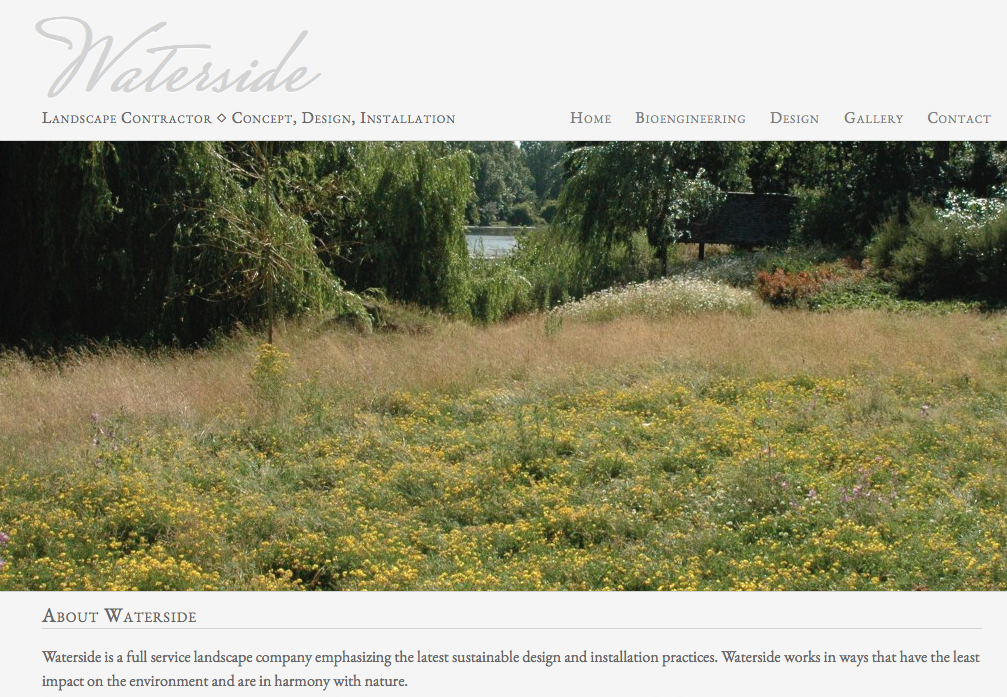 Waterside
Landscape Contractor ◇ Concept, Design, Installation
Home Bioengineering Design Gallery Contact
About Waterside
Waterside is a full service landscape company emphasizing the latest sustainable design and installation practices. Waterside works in ways that have the least
impact on the environment and are in harmony with nature.